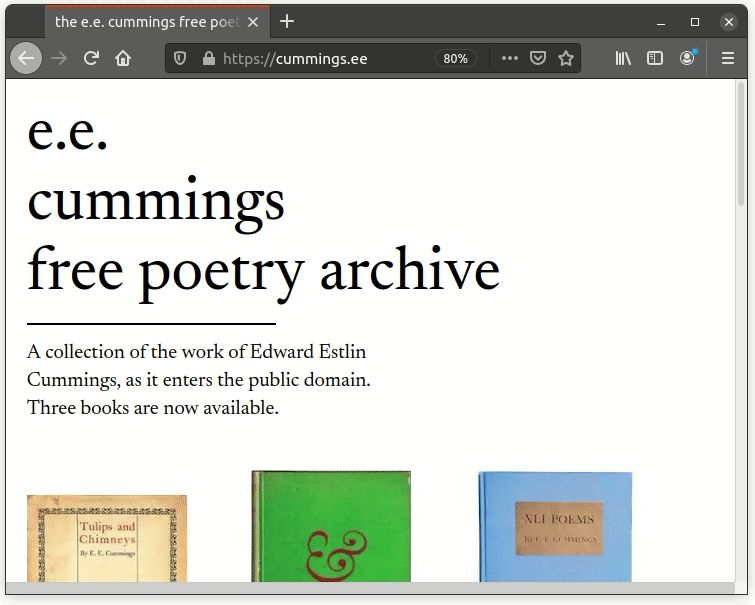 the e.e. cummings free poet
https://cummings.ee
80%
e.e.
cummings
free poetry archive
A collection of the work of Edward Estlin
Cummings, as it enters the public domain.
Three books are now available.
Tulips and
Chimneys
By E. E. Cummings
&
XLI POEMS
BY E. E. CUMMINGS